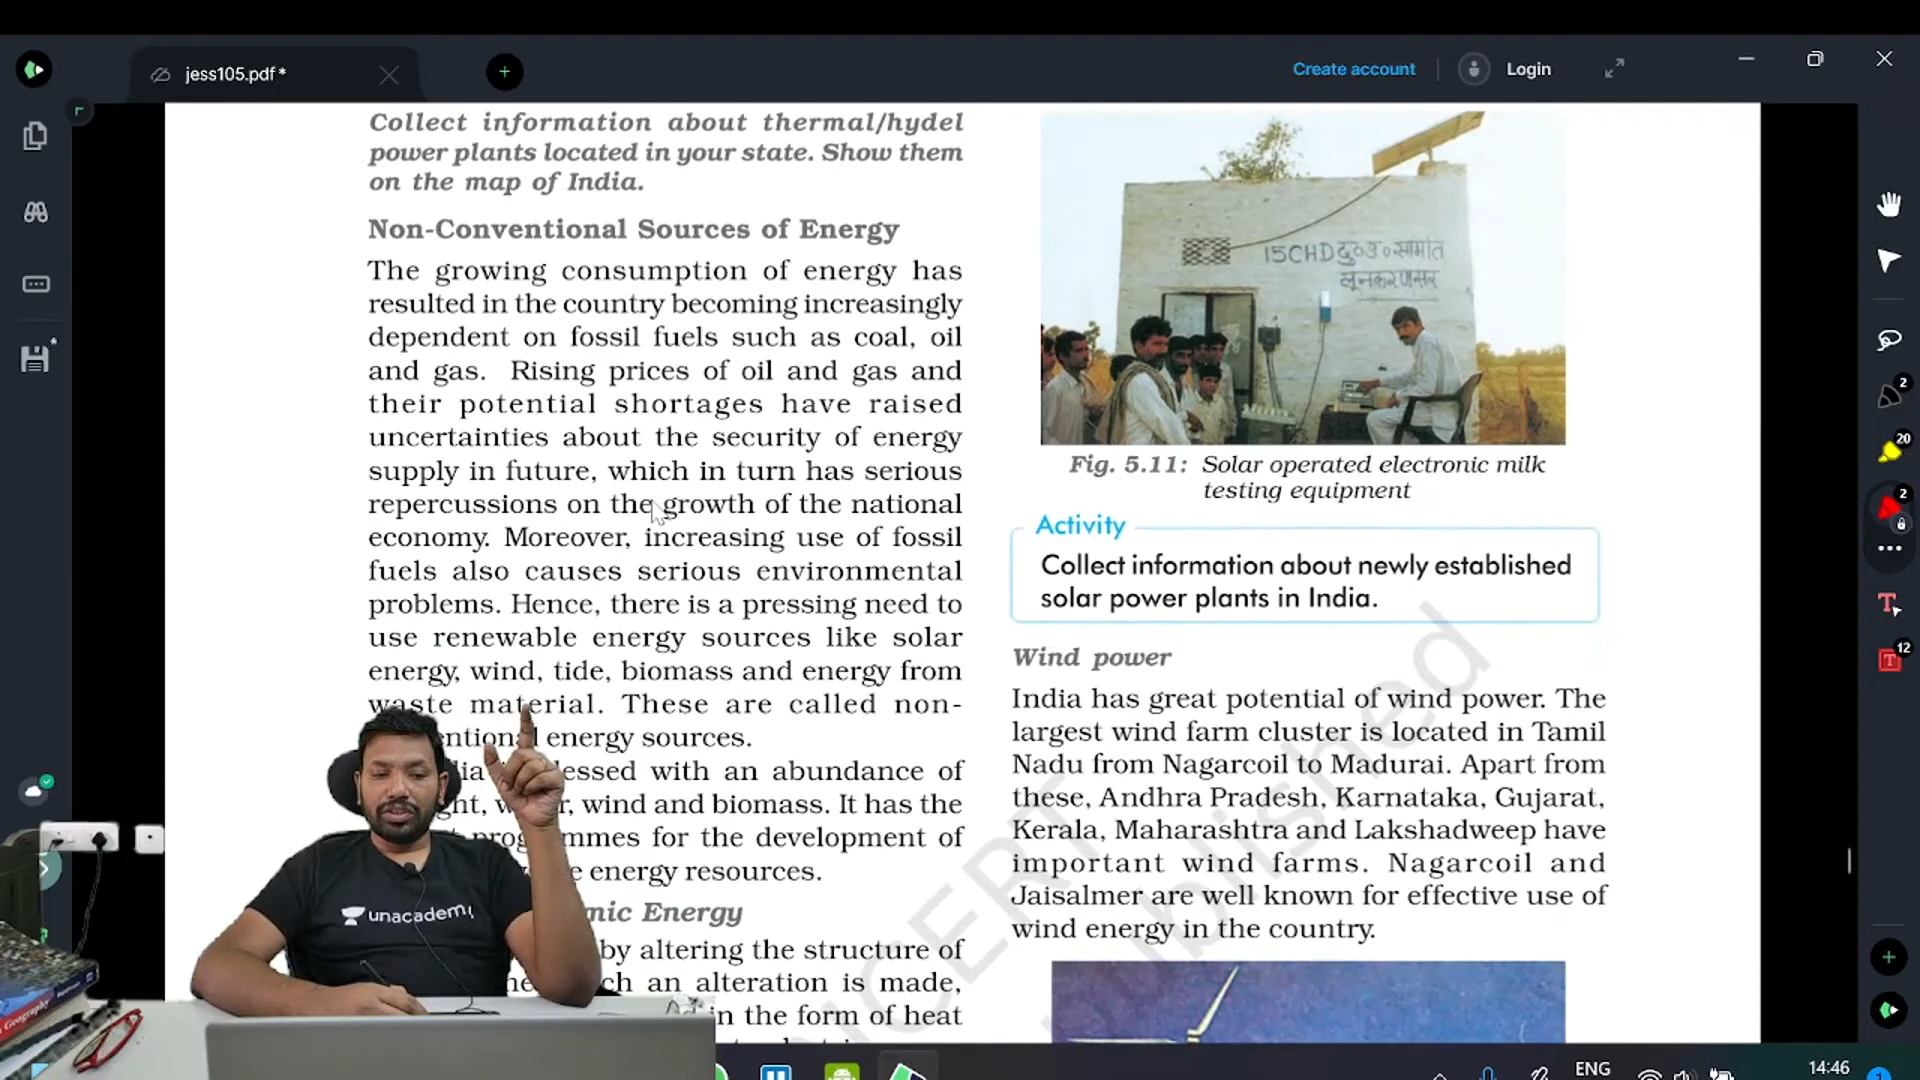 jess105.pdf*
Create account
Login
Collect information about thermal/hydel
power plants located in your state. Show them
on the map of India.
Non-Conventional Sources of Energy
The growing consumption of energy has
resulted in the country becoming increasingly
dependent on fossil fuels such as coal, oil
and gas. Rising prices of oil and gas and
their potential shortages have raised
uncertainties about the security of energy
supply in future, which in turn has serious
repercussions on the growth of the national
economy. Moreover, increasing use of fossil
fuels also causes serious environmental
problems. Hence, there is a pressing need to
use renewable energy sources like solar
energy, wind, tide, biomass and energy from
waste material. These are called non-
energy sources.
with an abundance of
wind and biomass. It has the
for the development of
energy resources.
Energy
by altering the structure of
an alteration is made,
in the form of heat
15CHD
Fig. 5.11: Solar operated electronic milk
testing equipment
Activity
Collect information about newly established
solar power plants in India.
Wind power
India has great potential of wind power. The
largest wind farm cluster is located in Tamil
Nadu from Nagarcoil to Madurai. Apart from
these, Andhra Pradesh, Karnataka, Gujarat,
Kerala, Maharashtra and Lakshadweep have
important wind farms. Nagarcoil and
Jaisalmer are well known for effective use of
wind energy in the country.
unacademy
Geography
2
20
2
12
ENG
14:46